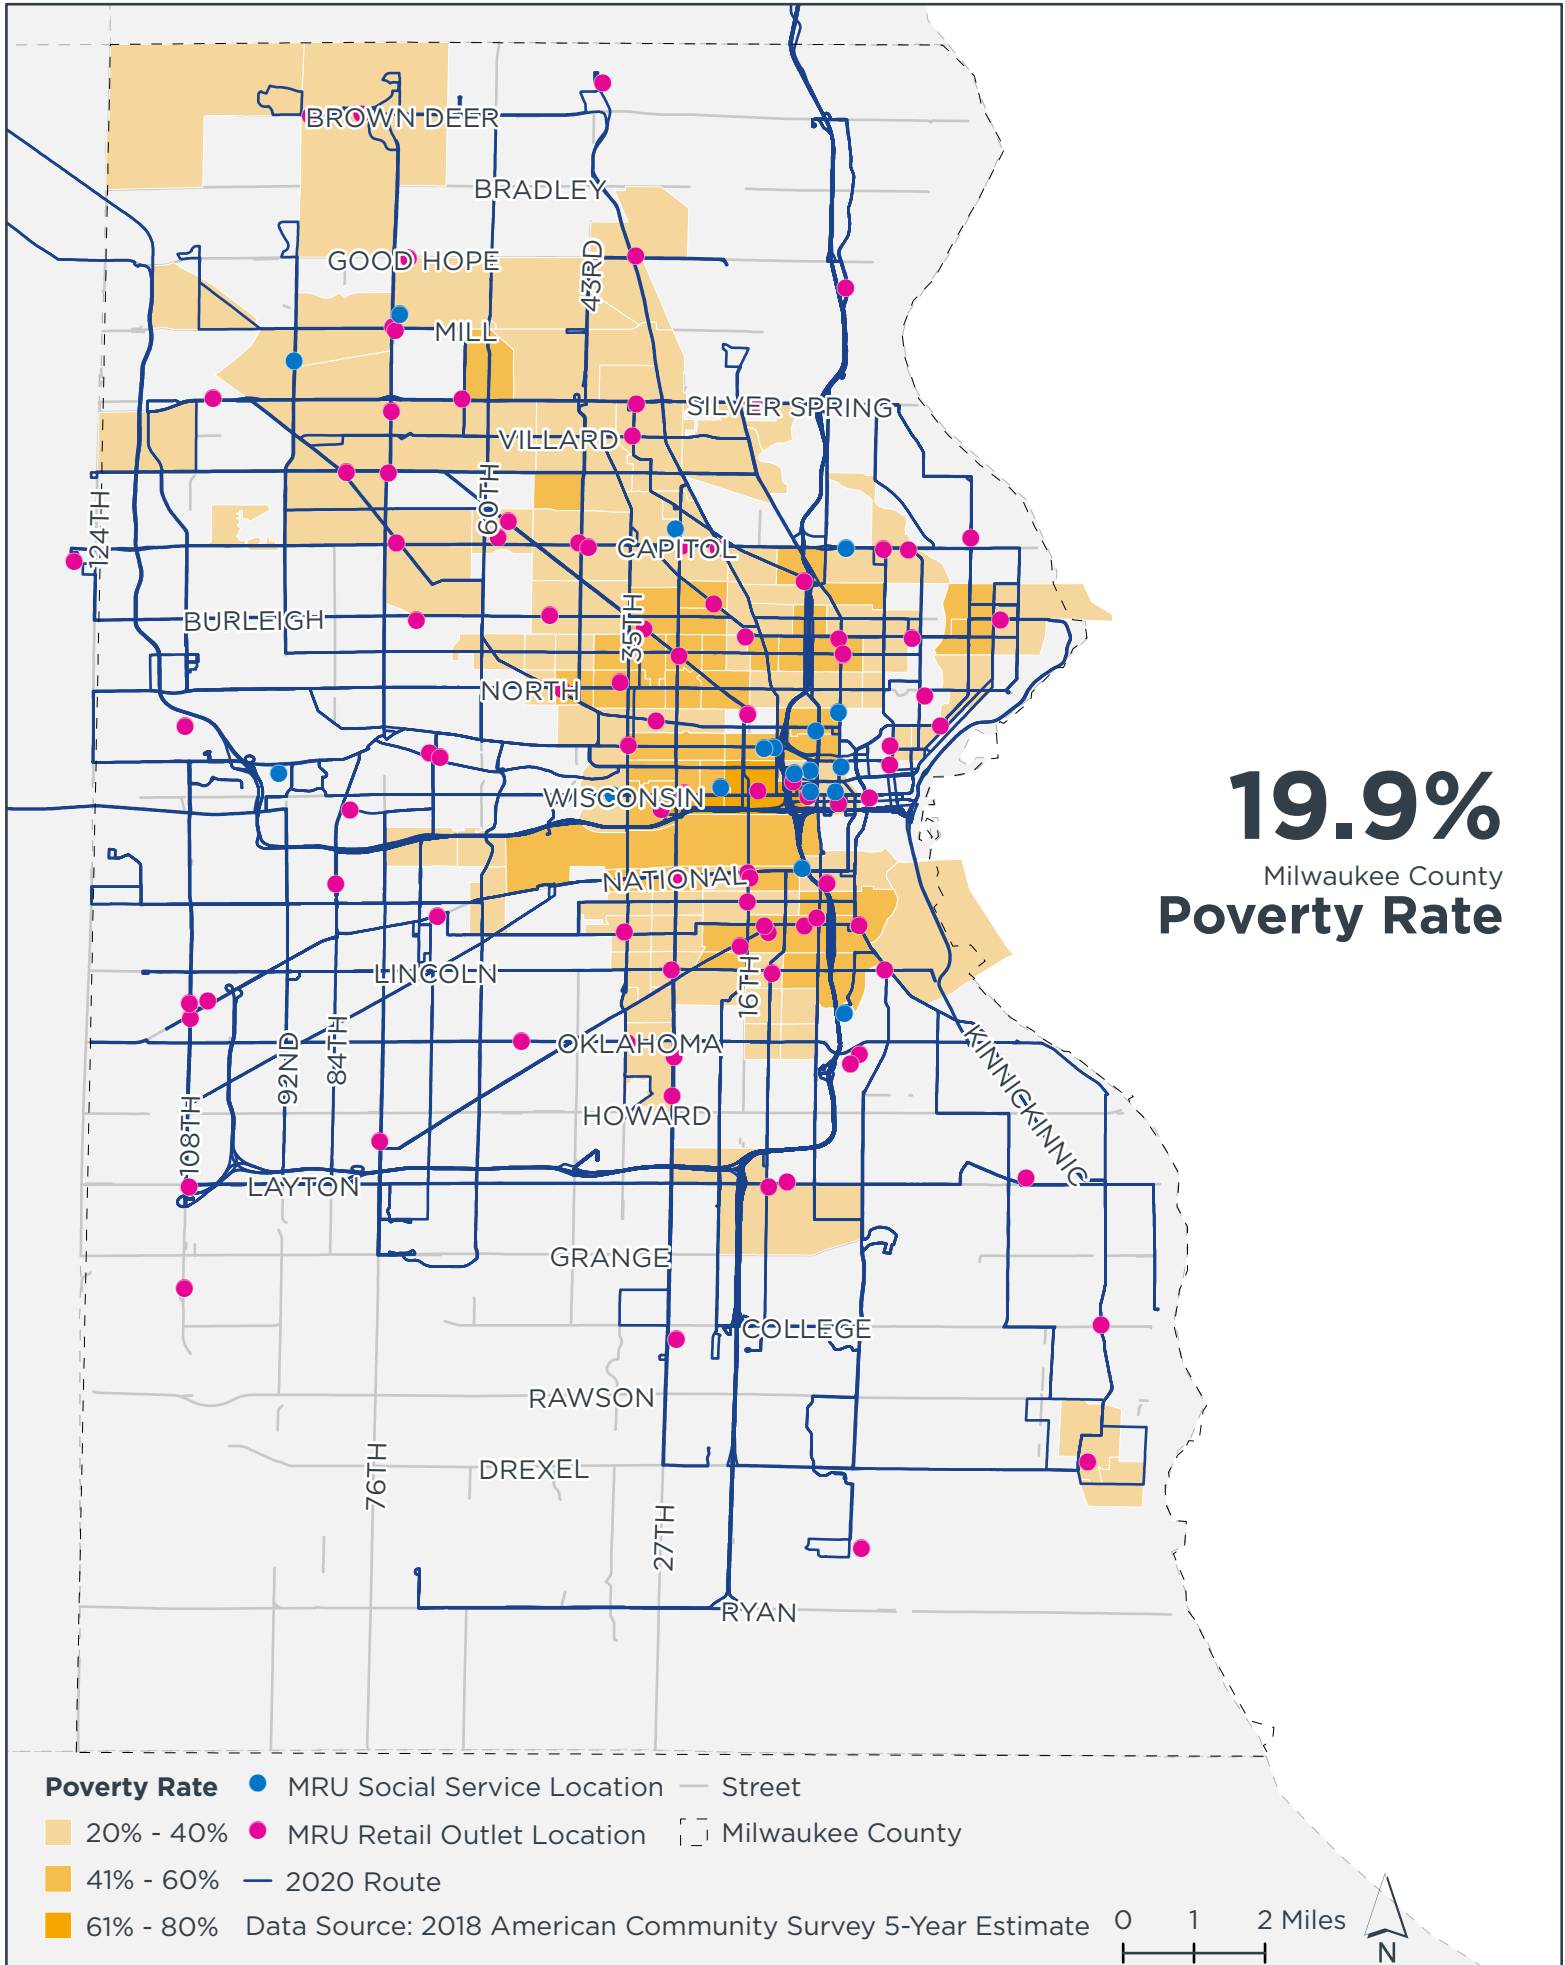 BROWN DEER
BRADLEY
GOOD HOPE
43RD
MILL
SILVER SPRING
VILLARD
60TH
124TH
CAPITOL
BURLEIGH
35TH
NORTH
WISCONSIN
19.9%
Milwaukee County
Poverty Rate
NATIONAL
LINCOLN
16TH
OKLAHOMA
92ND
84TH
KINNICKINNIC
108TH
HOWARD
LAYTON
GRANGE
COLLEGE
RAWSON
76TH
DREXEL
27TH
RYAN
Poverty Rate
MRU Social Service Location
Street
20% - 40%
MRU Retail Outlet Location
Milwaukee County
41% - 60%
2020 Route
61% - 80%
Data Source: 2018 American Community Survey 5-Year Estimate
0 1 2 Miles
N